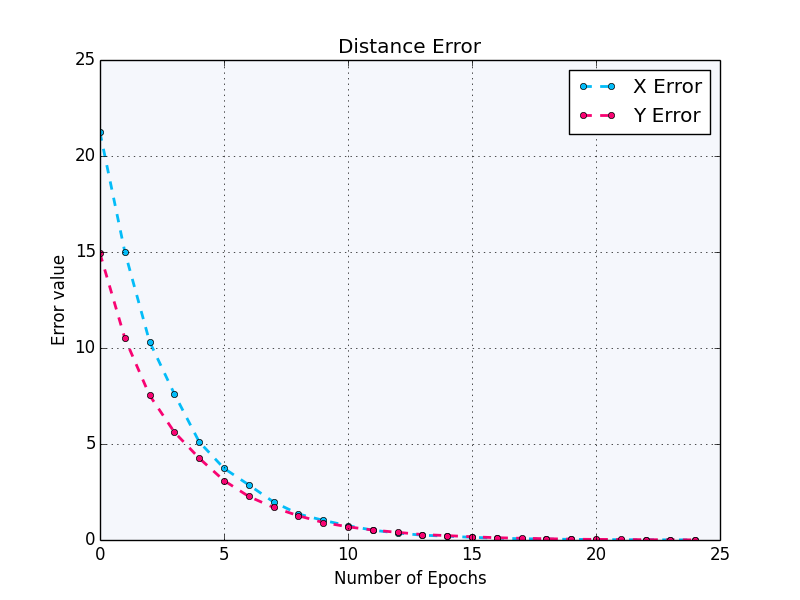 Distance Error
X Error
Y Error
25
20
15
10
5
0
Error value
0 5 10 15 20 25
Number of Epochs